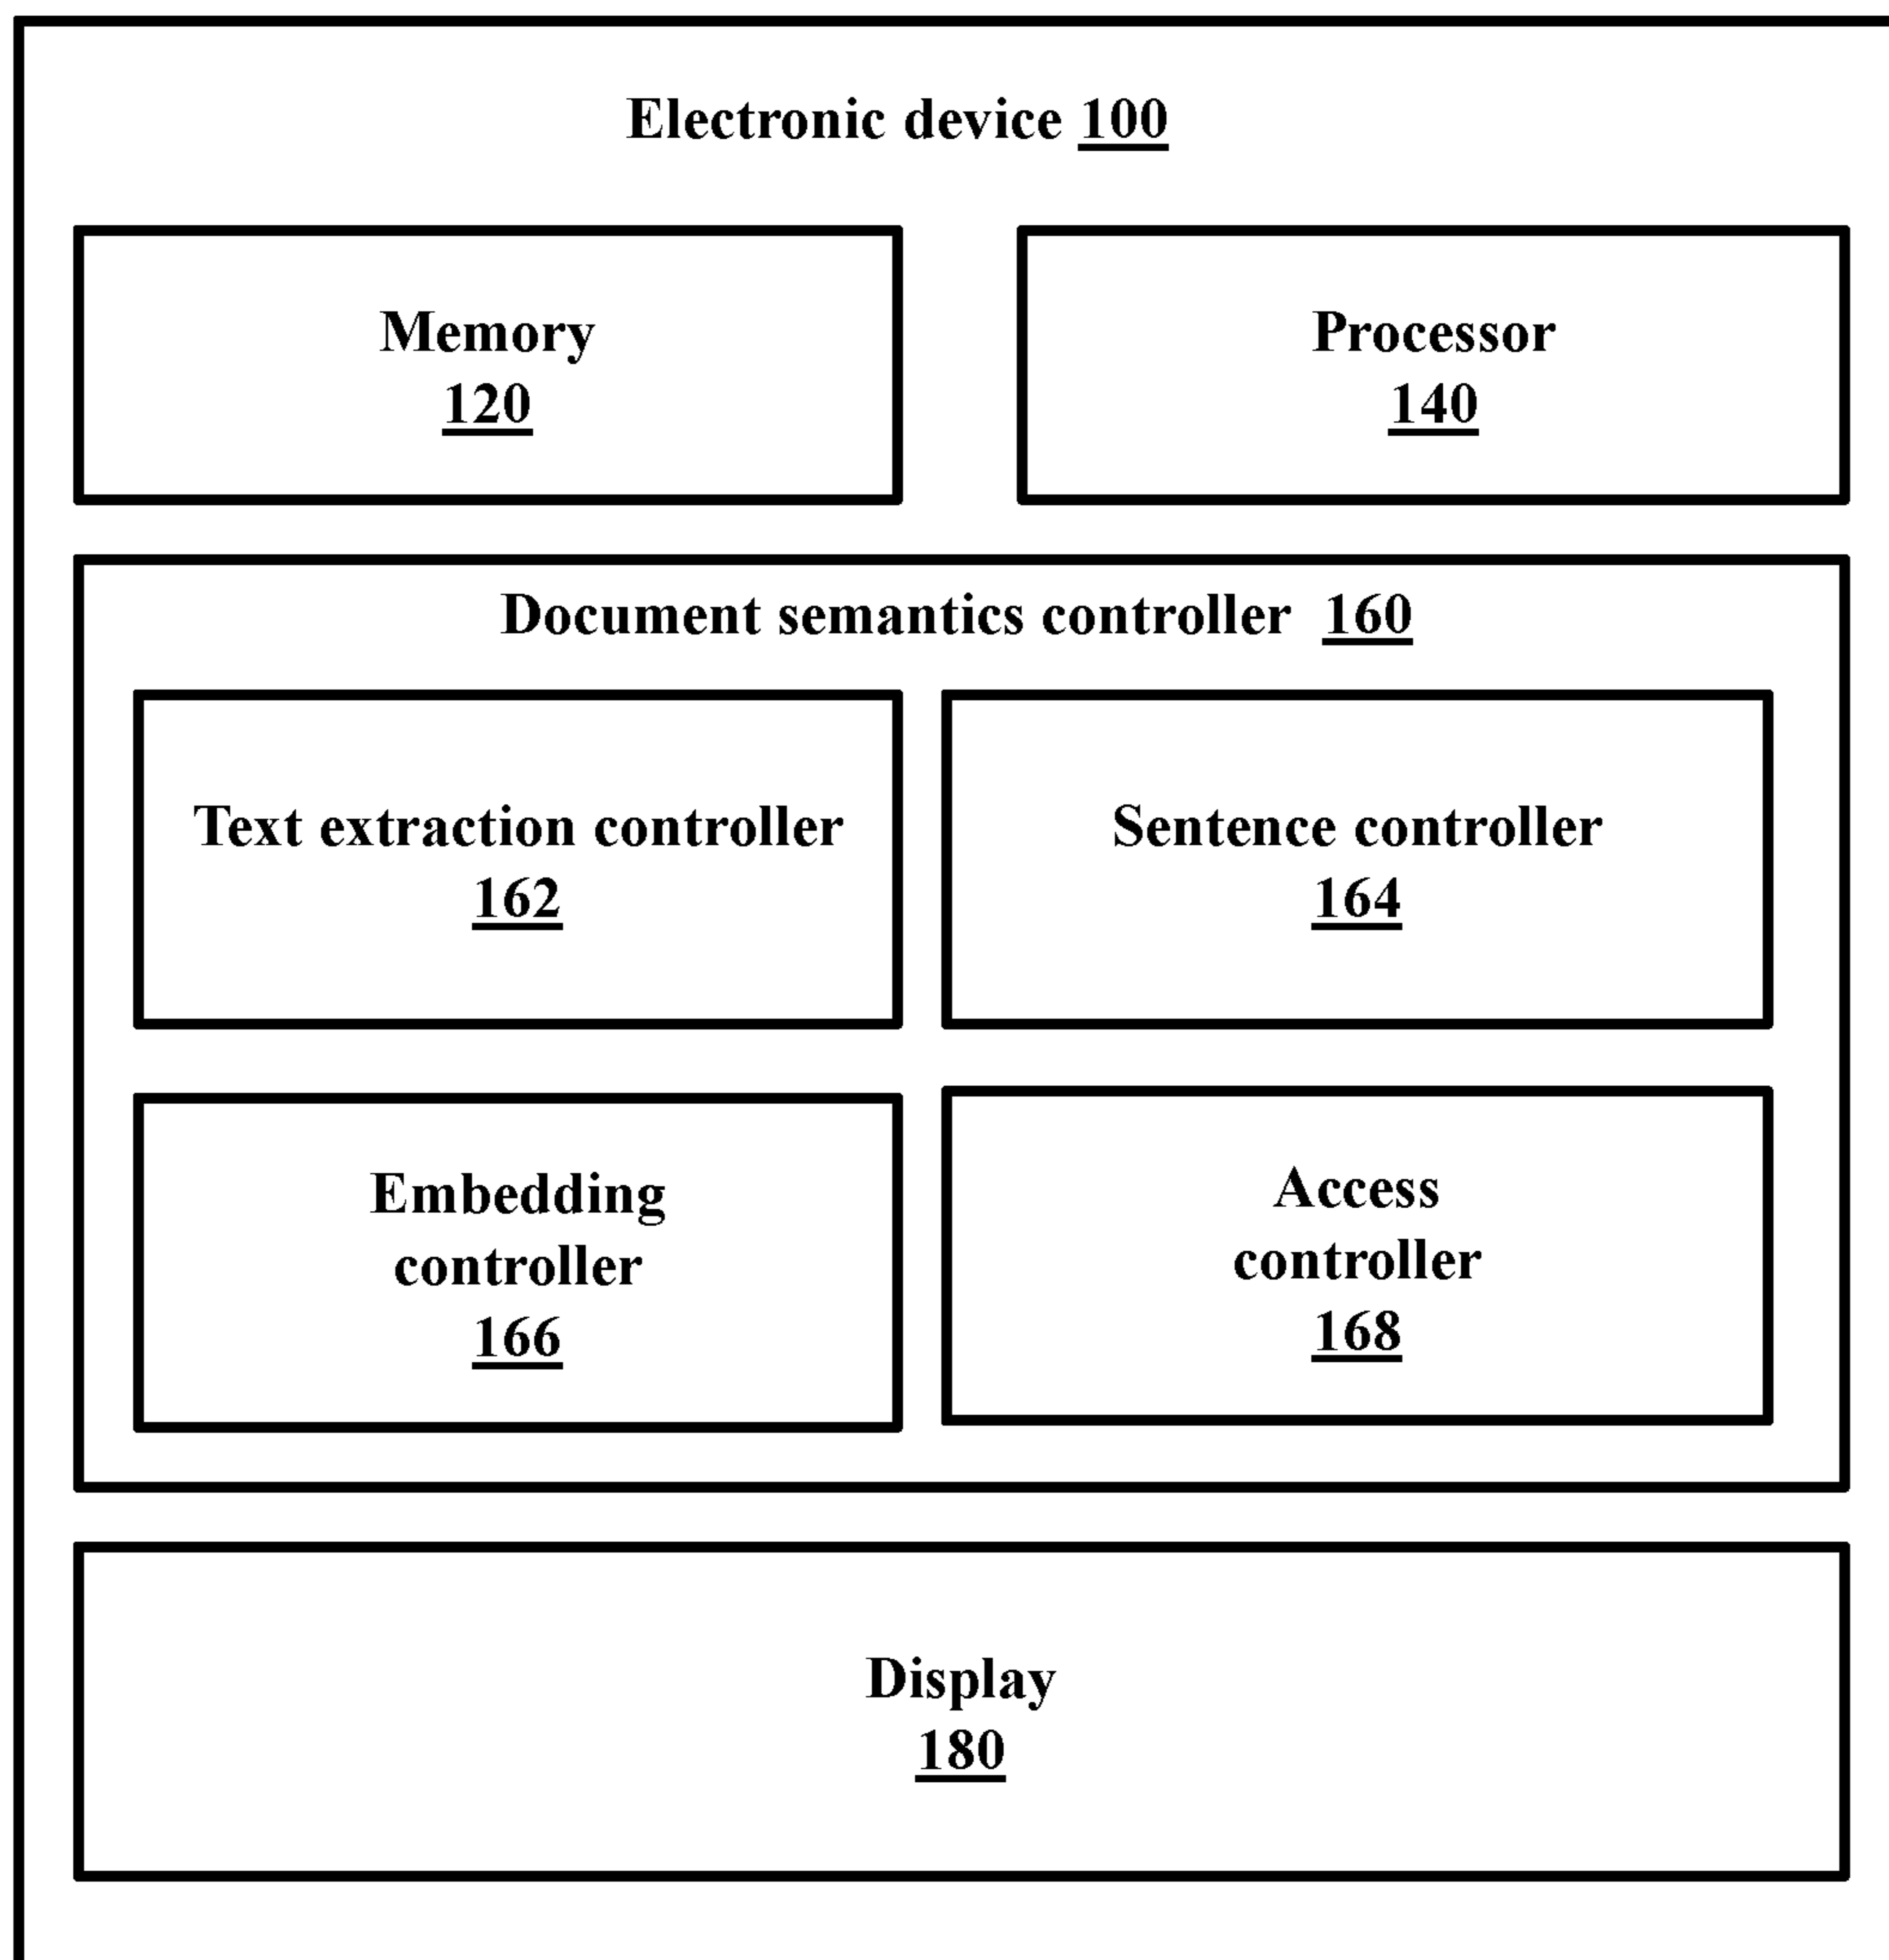 Electronic device 100
Memory
120
Processor
140
Document semantics controller 160
Text extraction controller
162
Sentence controller
164
Embedding
controller
166
Access
controller
168
Display
180